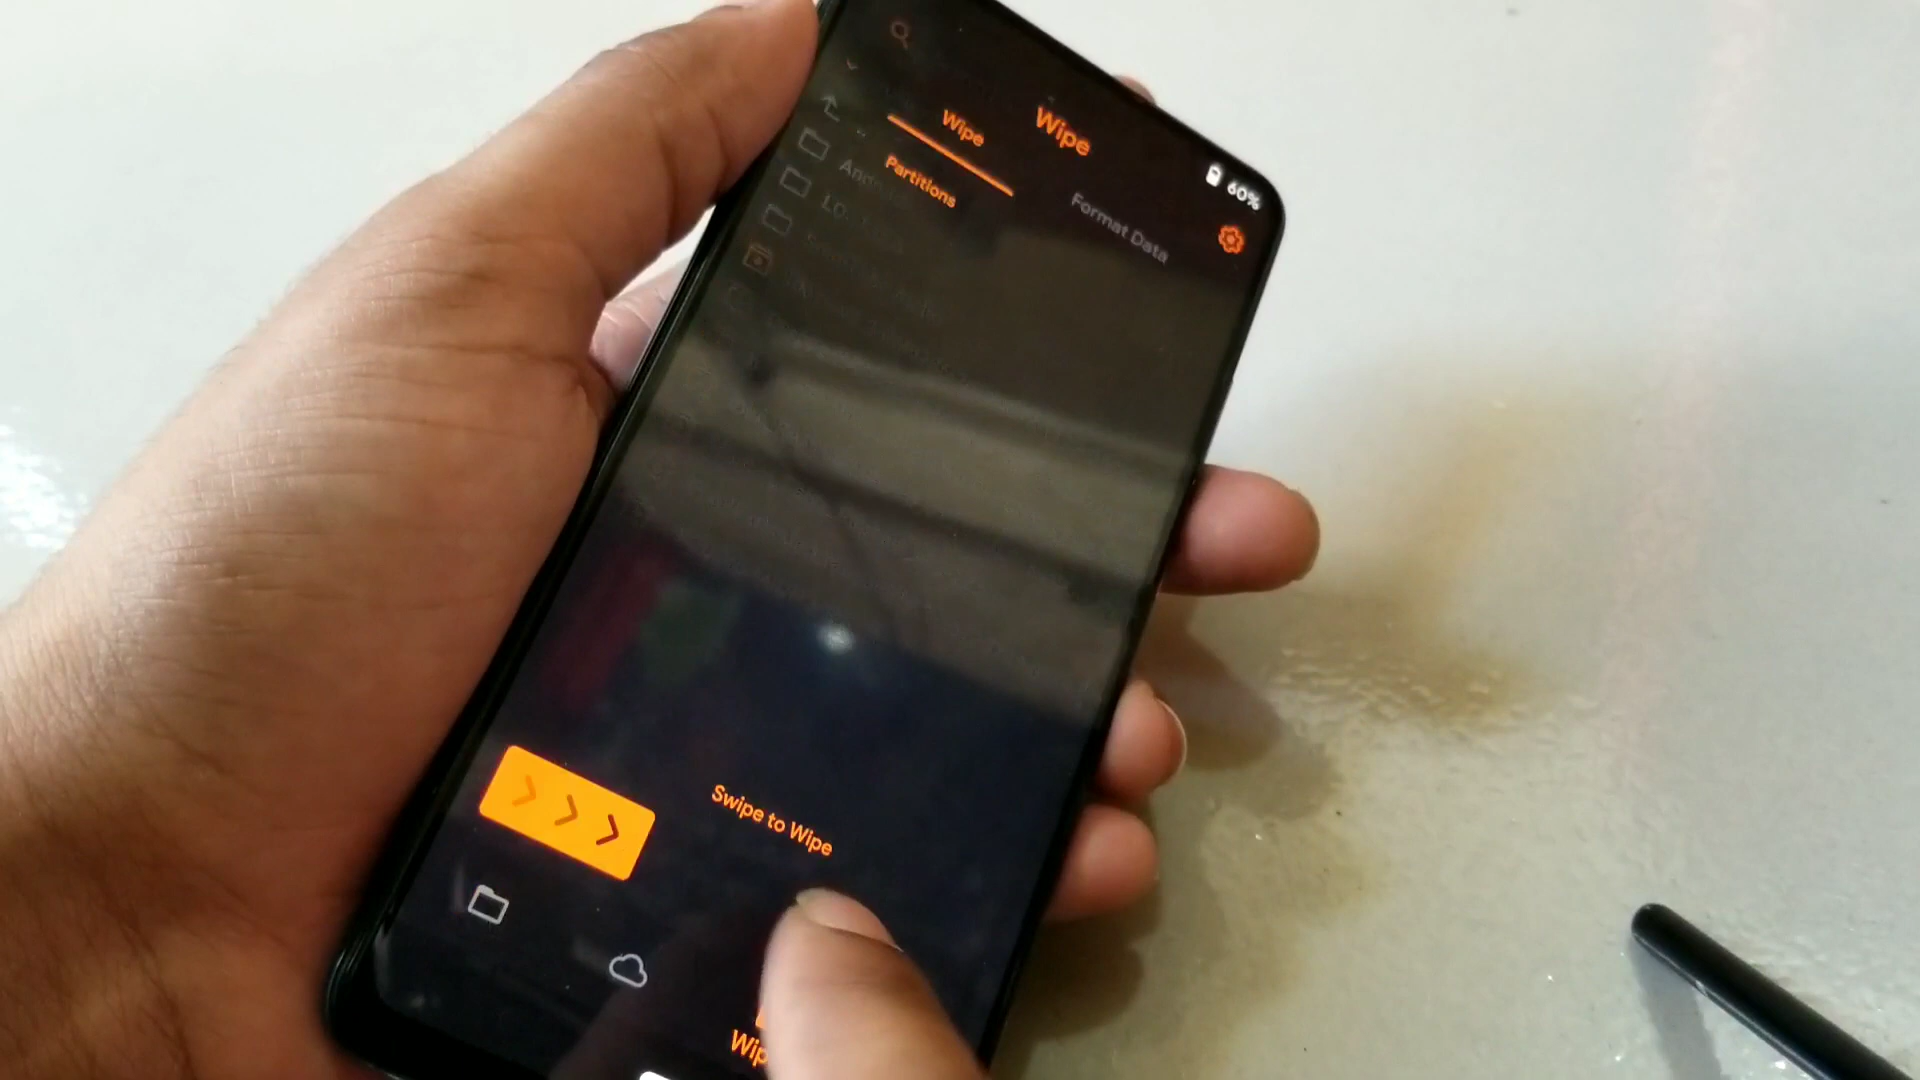 Wipe
60%
Wipe
Format Data
Partitions
Swipe to Wipe